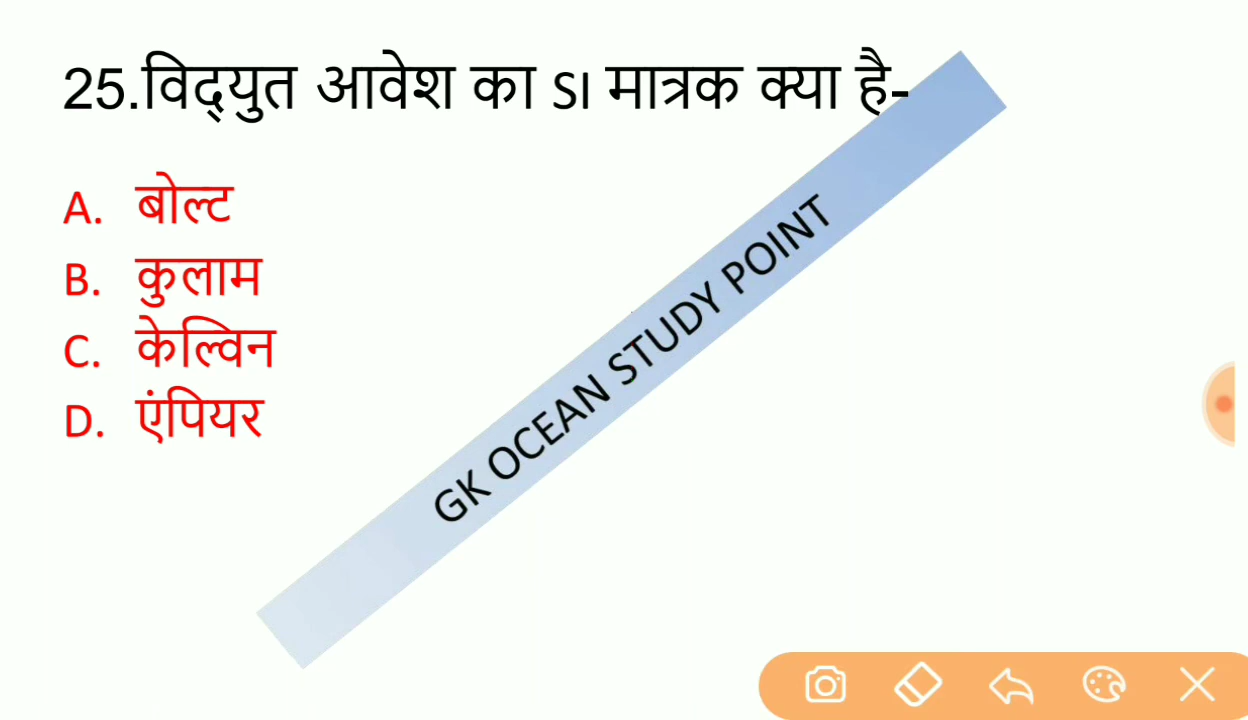 25.विद्युत आवेश का SI मात्रक क्या है-
A. बोल्ट
B. कुलाम
C. केल्विन
D. एंपियर
GK OCEAN STUDY POINT